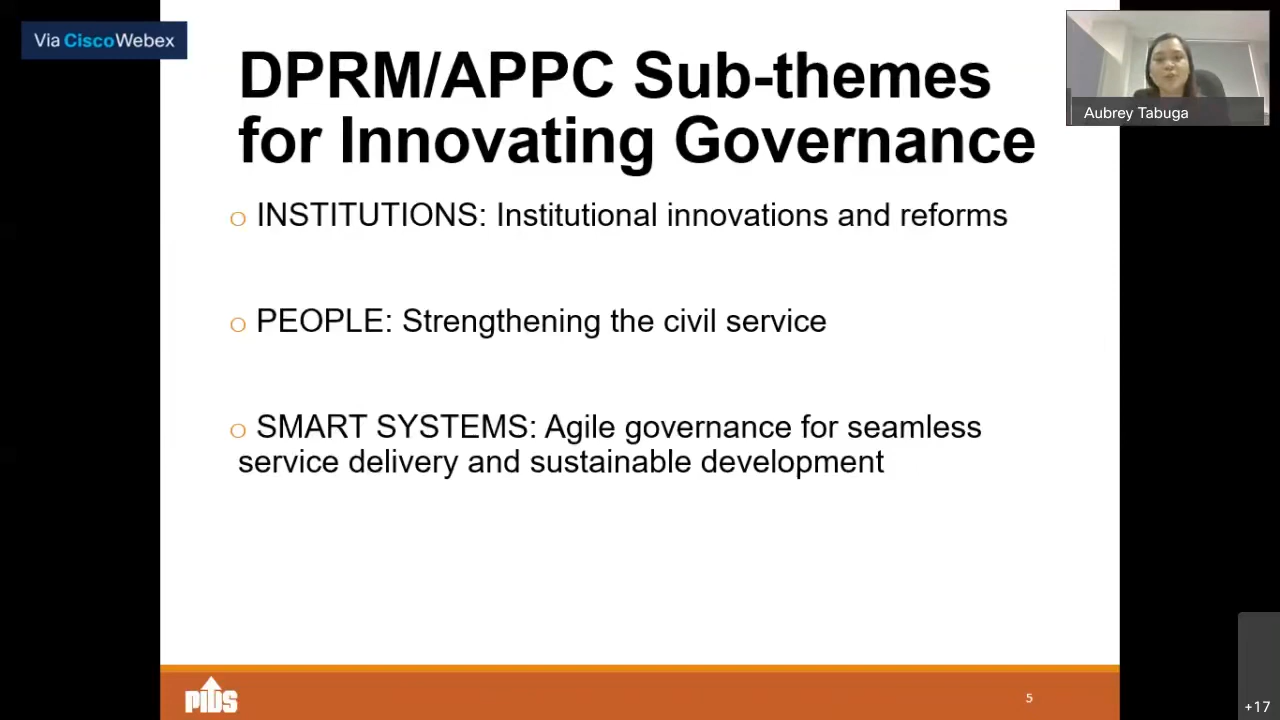 Via CiscoWebex
DPRM/APPC Sub-themes
for Innovating Governance
Aubrey Tabuga
o INSTITUTIONS: Institutional innovations and reforms
o PEOPLE: Strengthening the civil service
o SMART SYSTEMS: Agile governance for seamless
service delivery and sustainable development
PIDS
5
+17